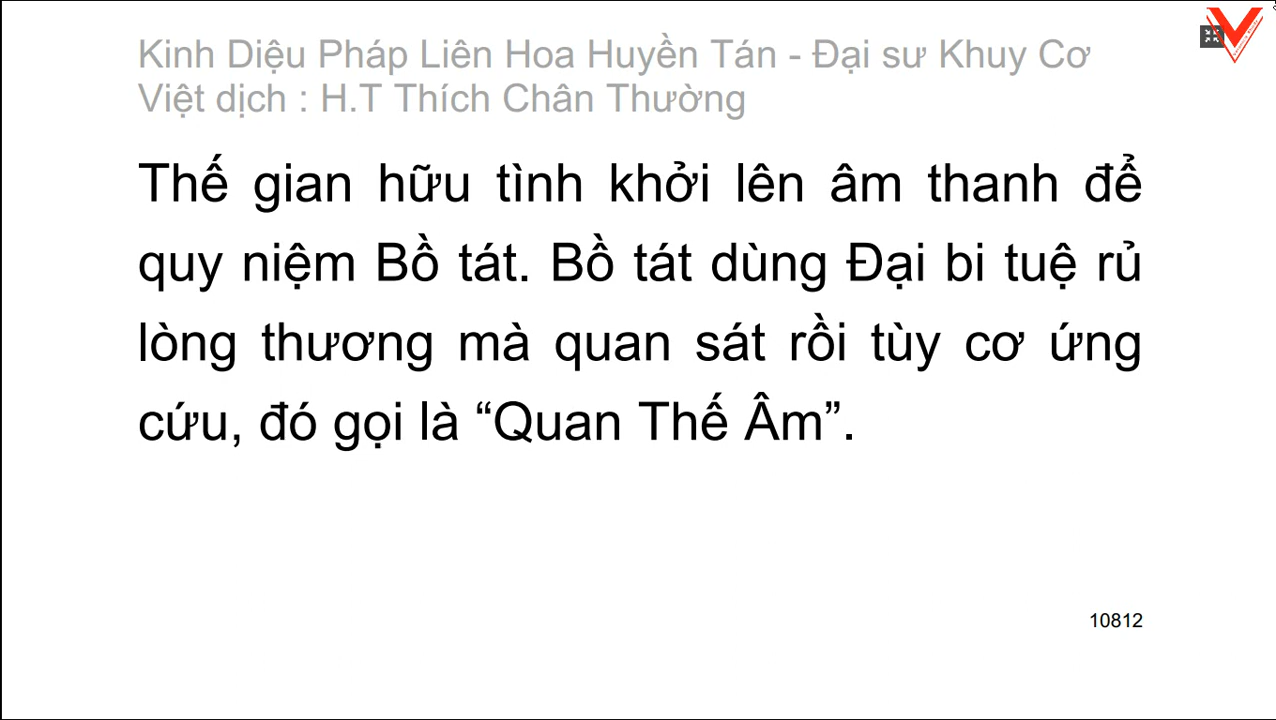 Kinh Diệu Pháp Liên Hoa Huyền Tán - Đại sư Khuy Cơ
Việt dịch : H.T Thích Chân Thường
Thế gian hữu tình khởi lên âm thanh để
quy niệm Bồ tát. Bồ tát dùng Đại bi tuệ rủ
lòng thương mà quan sát rồi tùy cơ ứng
cứu, đó gọi là “Quan Thế Âm”.
10812